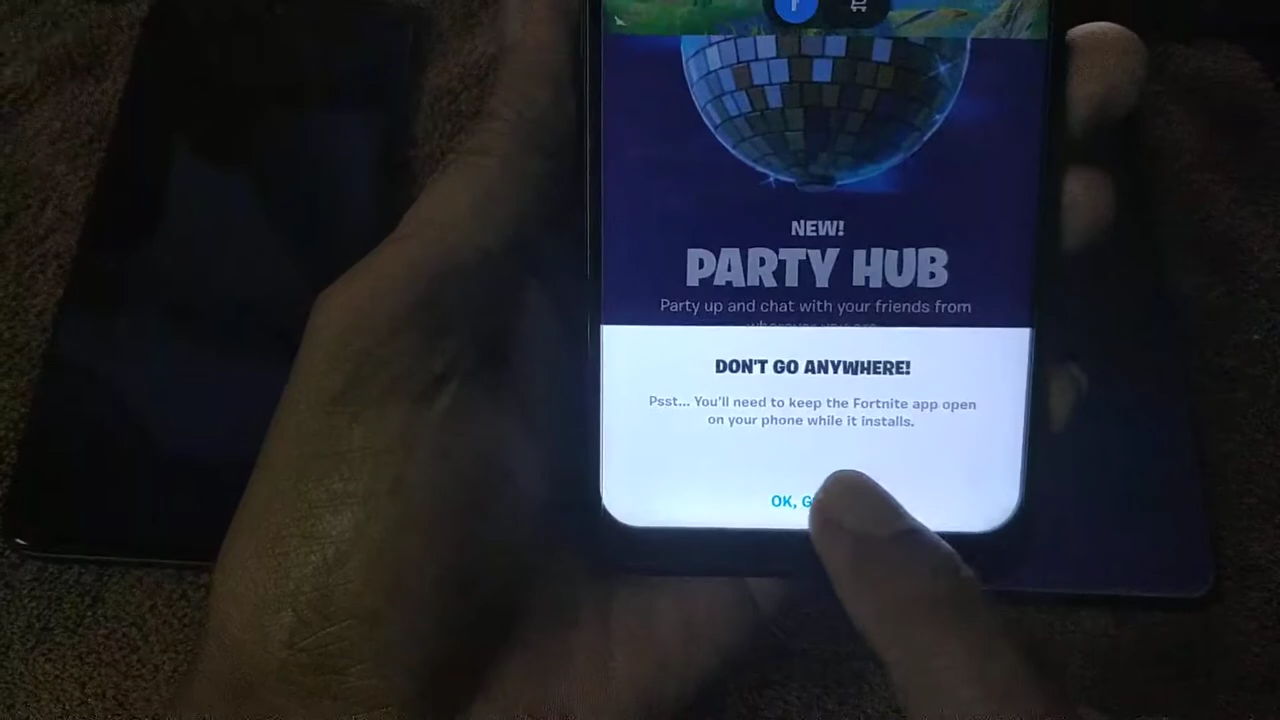 NEW!
PARTY HUB
Party up and chat with your friends from
DON'T GO ANYWHERE!
Psst... You'll need to keep the Fortnite app open
on your phone while it installs.
OK, G